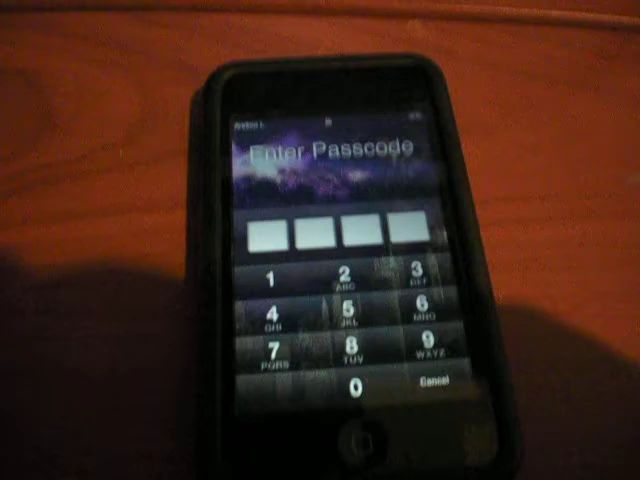 Enter Passcode
1 2 3
ABC DEF
4 5 6
GHI JKL MNO
7 8 9
PQRS TUV WXYZ
0 Cancel